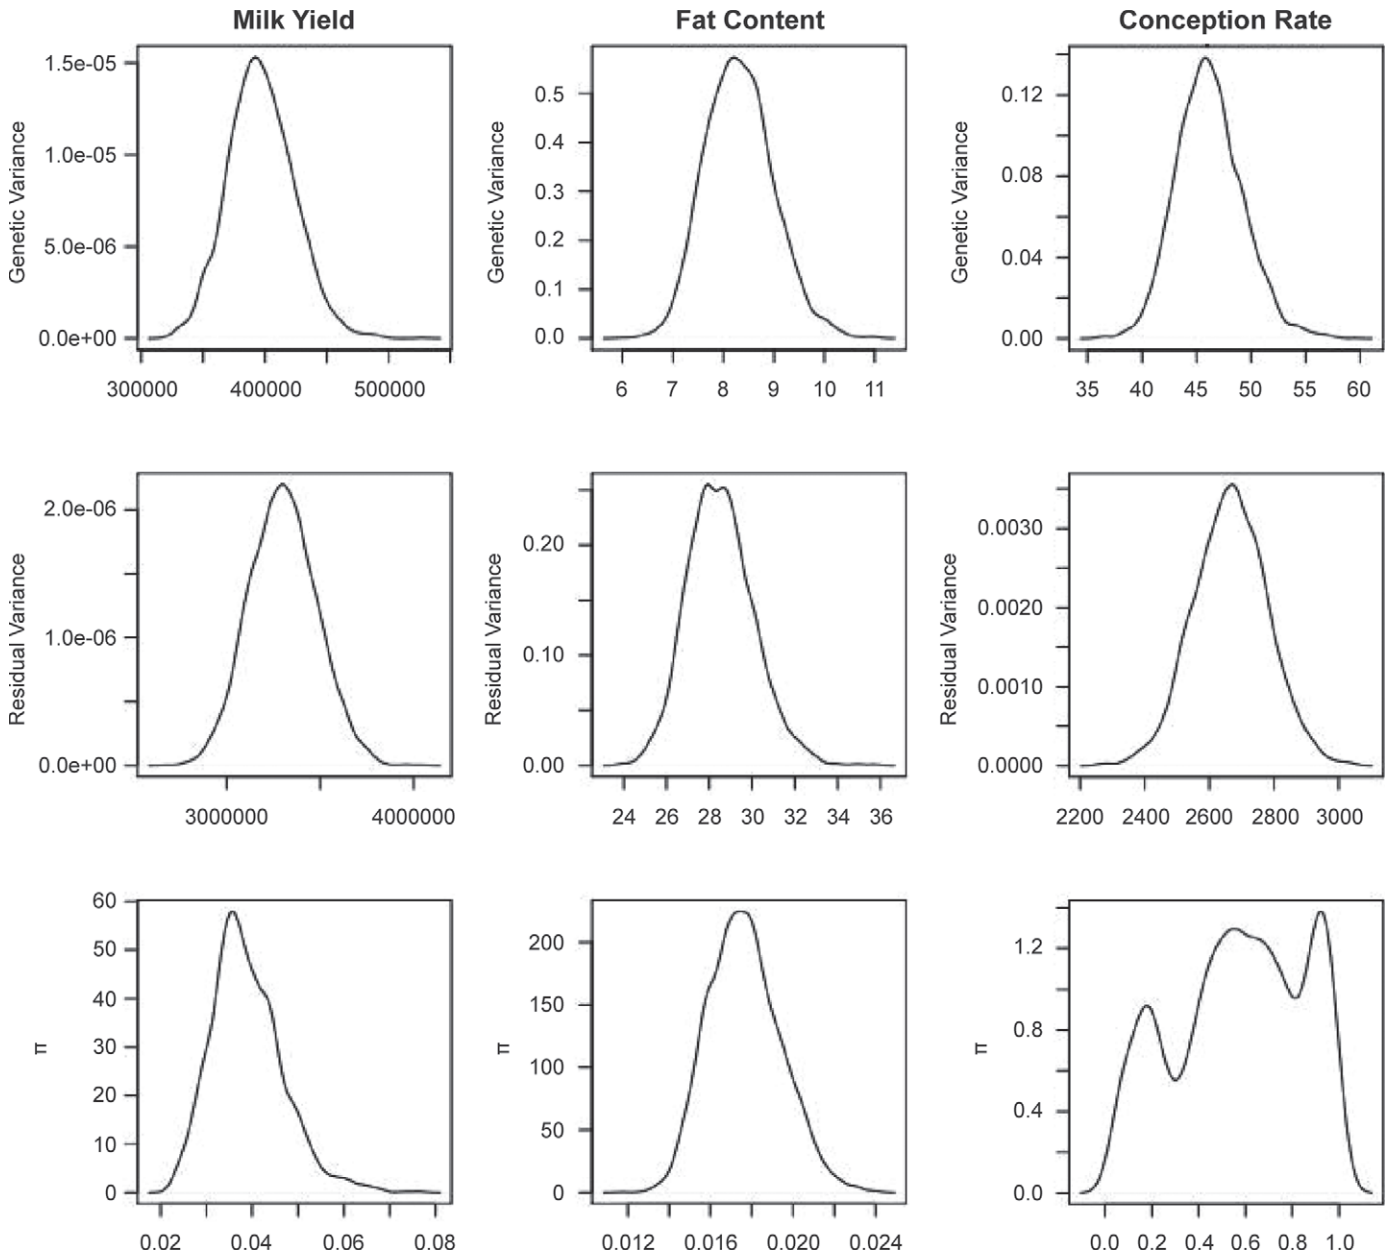 Milk Yield
Fat Content
Conception Rate
Genetic Variance
1.5e-05
1.0e-05
5.0e-06
0.0e+00
300000 400000 500000
Genetic Variance
0.5
0.4
0.3
0.2
0.1
0.0
6 7 8 9 10 11
Genetic Variance
0.12
0.08
0.04
0.00
35 40 45 50 55 60
Residual Variance
2.0e-06
1.0e-06
0.0e+00
3000000 4000000
Residual Variance
0.20
0.10
0.00
24 26 28 30 32 34 36
Residual Variance
0.0030
0.0020
0.0010
0.0000
2200 2400 2600 2800 3000
π
60
50
40
30
20
10
0
0.02 0.04 0.06 0.08
π
200
150
100
50
0
0.012 0.016 0.020 0.024
π
1.2
0.8
0.4
0.0
0.0 0.2 0.4 0.6 0.8 1.0